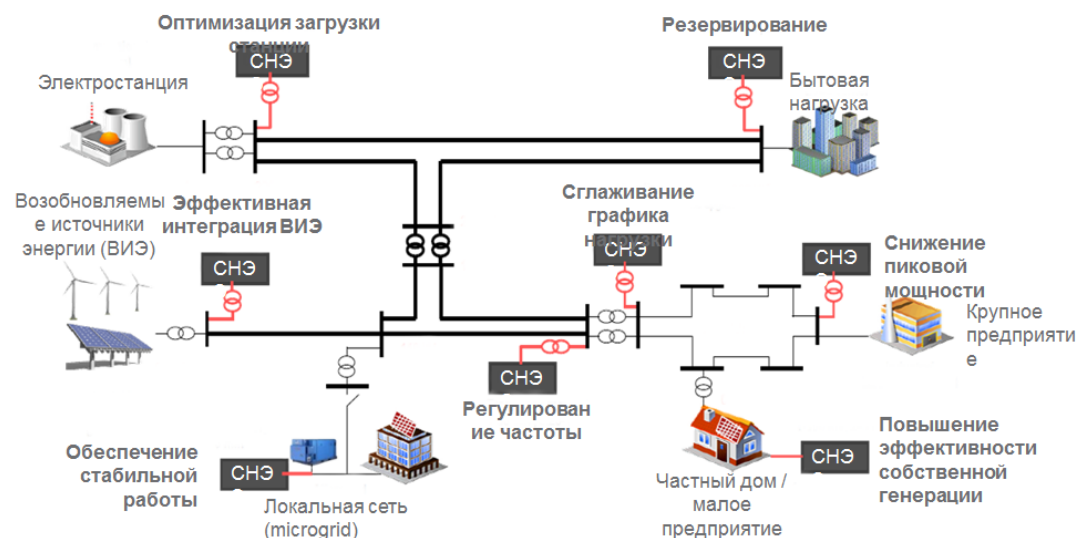 Оптимизация загрузки
станции
СНЭ
Резервирование
СНЭ
Электростанция
Бытовая
нагрузка
Возобновляемы
е источники
энергии (ВИЭ)
Эффективная
интеграция ВИЭ
СНЭ
Сглаживание
графика
нагрузки
СНЭ
СНЭ
Снижение
пиковой
мощности
Крупное
предприяти
е
СНЭ
Регулирован
ие частоты
Обеспечение
стабильной
работы
СНЭ
Локальная сеть
(microgrid)
Частный дом /
малое
предприятие
СНЭ
Повышение
эффективности
собственной
генерации